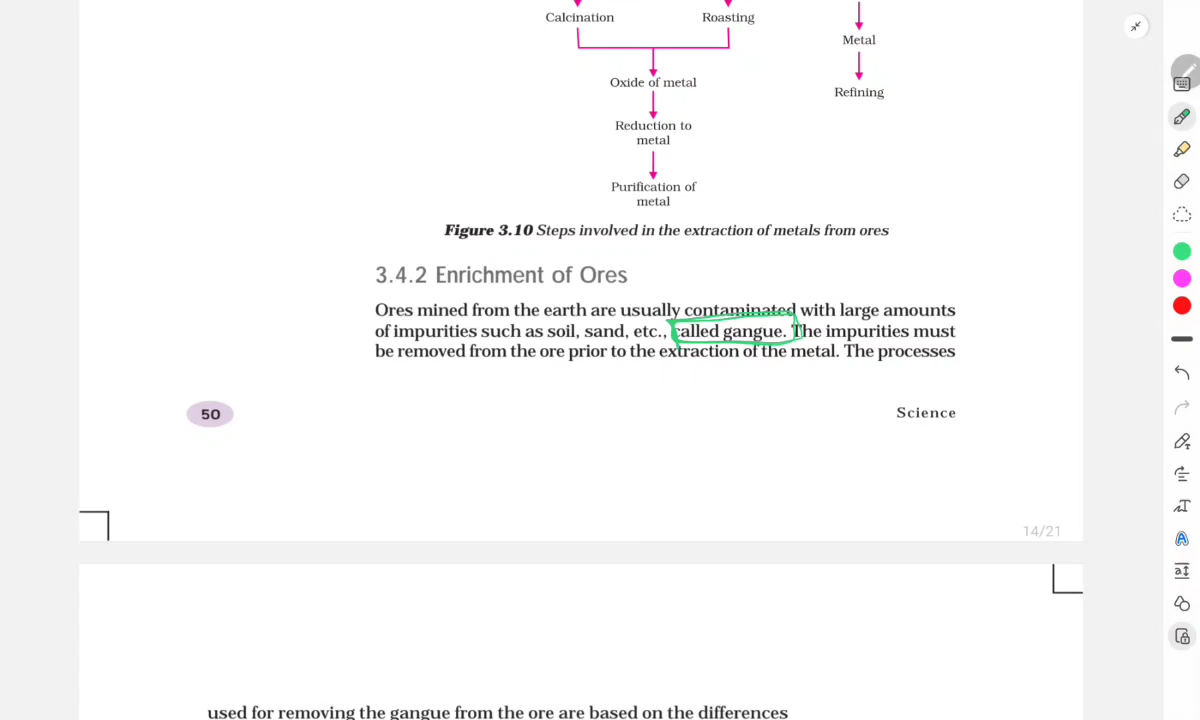 Calcination
Roasting
Metal
Oxide of metal
Refining
Reduction to
metal
Purification of
metal
Figure 3.10 Steps involved in the extraction of metals from ores
3.4.2 Enrichment of Ores
Ores mined from the earth are usually contaminated with large amounts
of impurities such as soil, sand, etc., called gangue. The impurities must
be removed from the ore prior to the extraction of the metal. The processes
50
Science
14/21
used for removing the gangue from the ore are based on the differences